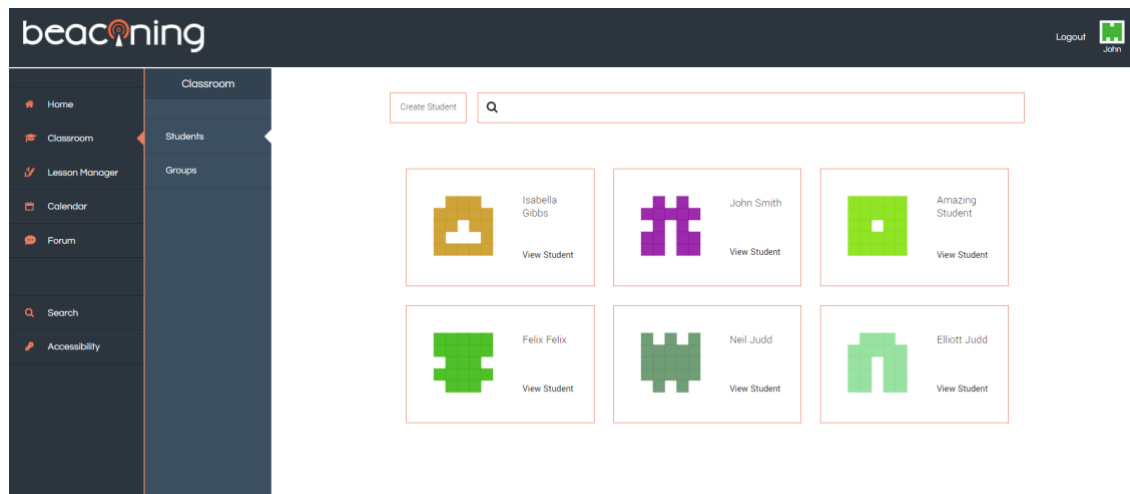 beaconing
Logout
John
Classroom
Home
Classroom
Lesson Manager
Calendar
Forum
Search
Accessibility
Students
Groups
Create Student
Isabella
Gibbs
View Student
John Smith
View Student
Amazing
Student
View Student
Felix Felix
View Student
Neil Judd
View Student
Elliott Judd
View Student